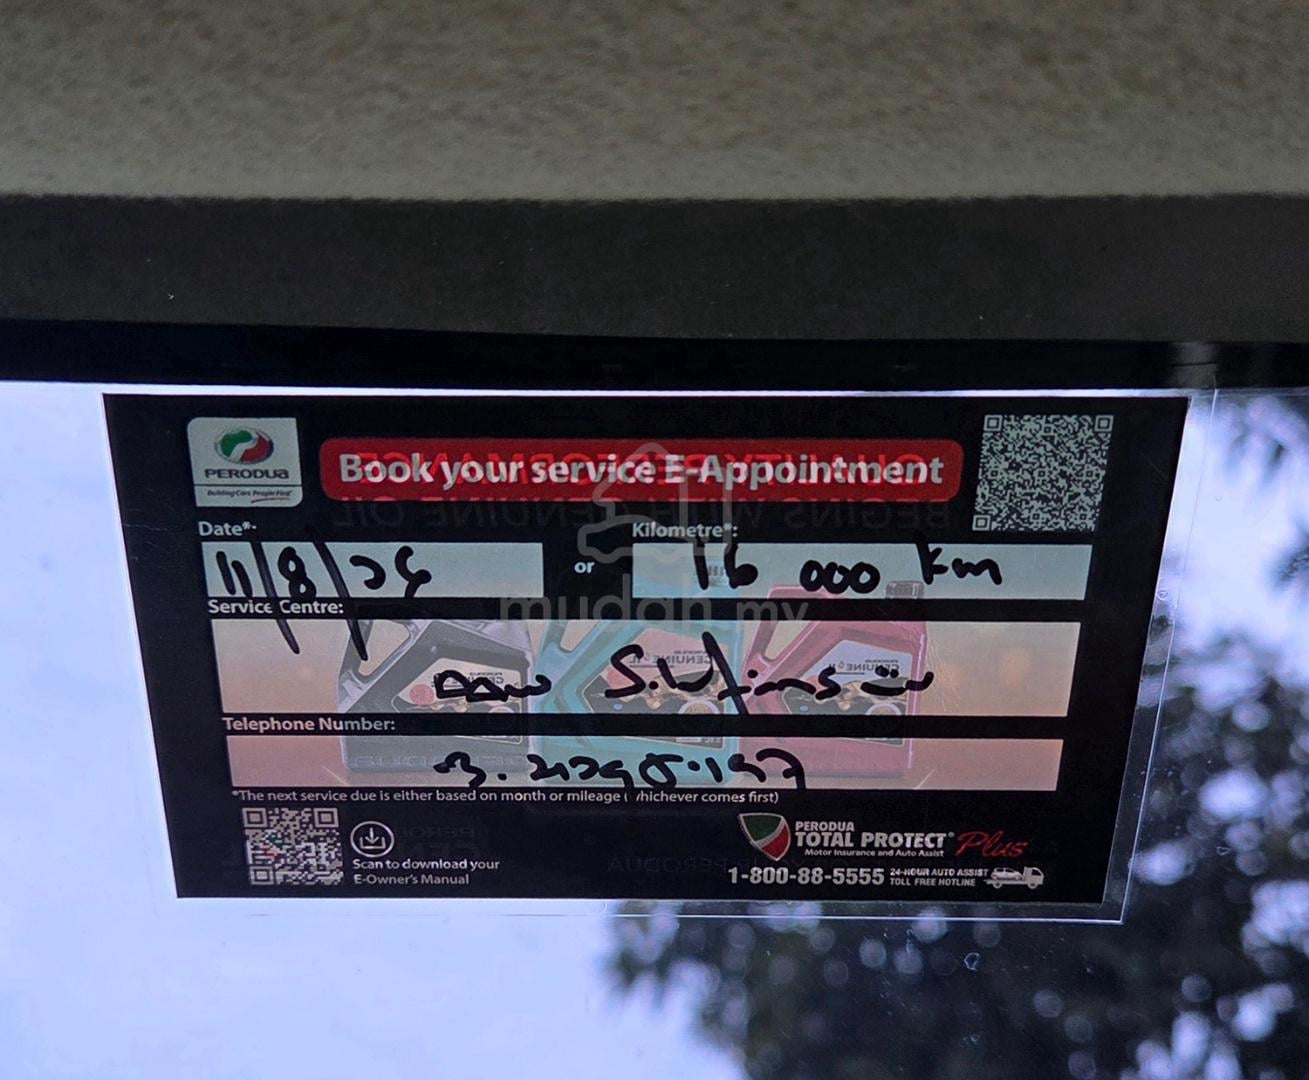 PERODUA
Building Cars People First
Book your service E-Appointment
Date*: Kilometre*:
11/8/26 or 16 000 km
mudah.my
Service Centre:
Telephone Number:
*The next service due is either based on month or mileage (whichever comes first)
Scan to download your
E-Owner's Manual
PERODUA
TOTAL PROTECT Plus
Motor Insurance and Auto Assist
1-800-88-5555 24-HOUR AUTO ASSIST
TOLL FREE HOTLINE